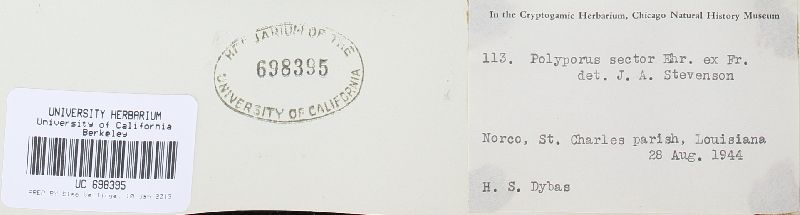 In the Cryptogamic Herbarium, Chicago Natural History Museum
113. Polyporus sector Ehr. ex Fr.
det. J. A. Stevenson
Norco, St. Charles parish, Louisiana
28 Aug. 1944
H. S. Dybas
HERBARIUM OF THE
698395
UNIVERSITY OF CALIFORNIA
UNIVERSITY HERBARIUM
University of California
Berkeley
UC 698395